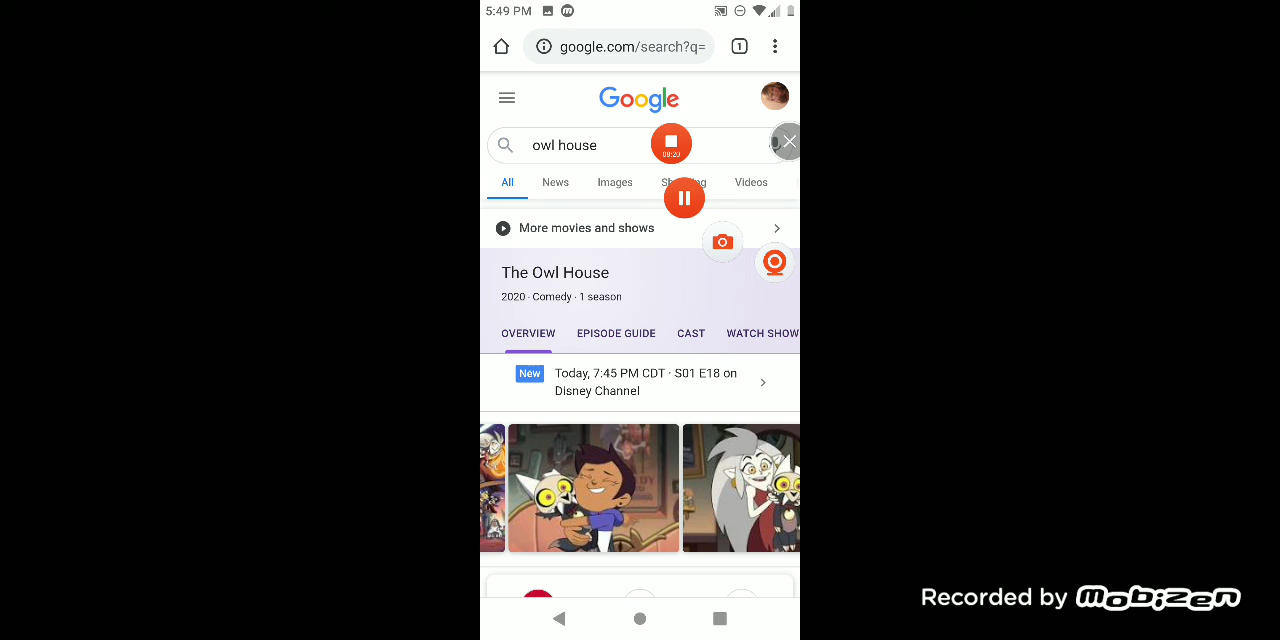 5:49 PM
google.com/search?q=
1
Google
owl house
08:20
All News Images Videos
More movies and shows
The Owl House
2020 · Comedy · 1 season
OVERVIEW EPISODE GUIDE CAST WATCH SHOW
New Today, 7:45 PM CDT · S01 E18 on
Disney Channel
Recorded by mobizen